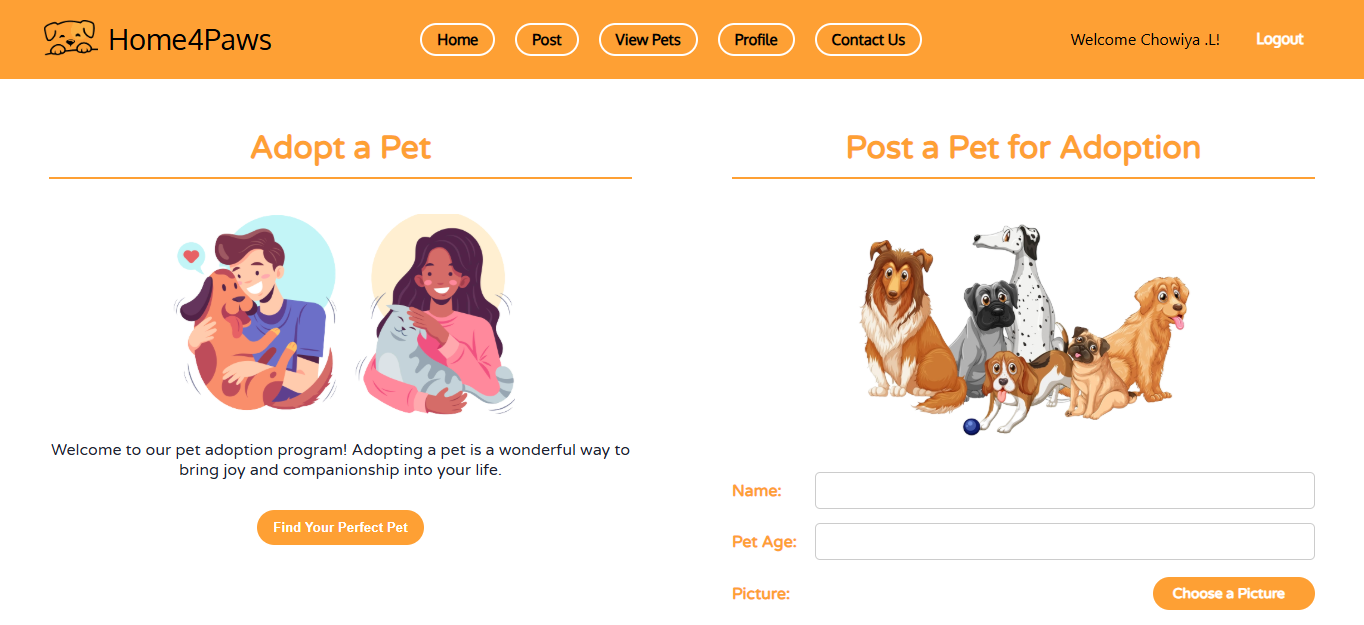 Home4Paws
Home
Post
View Pets
Profile
Contact Us
Welcome Chowiya .L!
Logout
Adopt a Pet
Welcome to our pet adoption program! Adopting a pet is a wonderful way to
bring joy and companionship into your life.
Find Your Perfect Pet
Post a Pet for Adoption
Name:
Pet Age:
Picture:
Choose a Picture